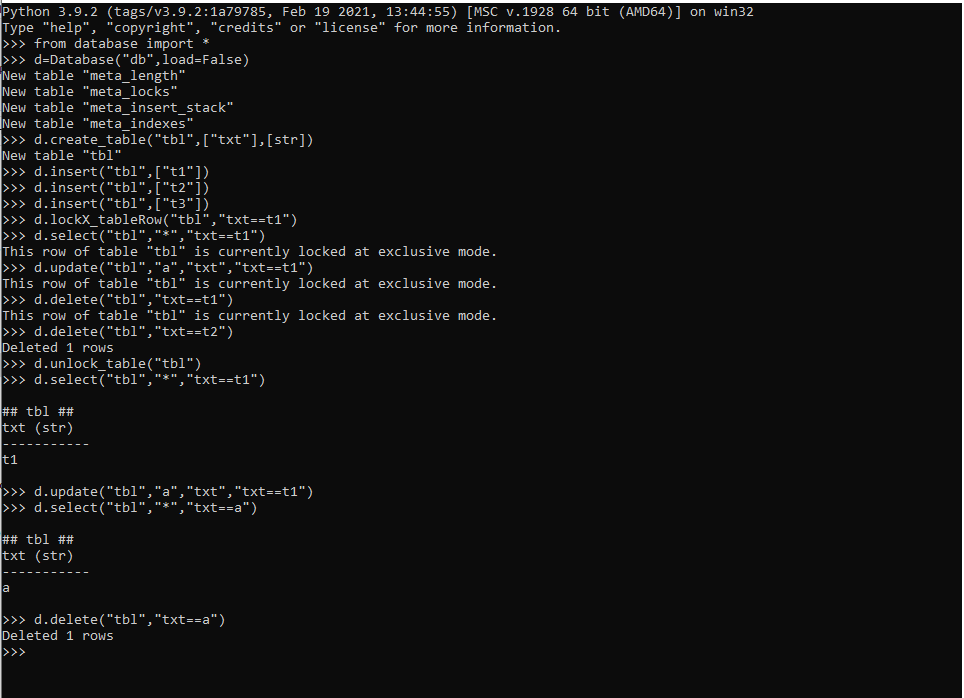 Python 3.9.2 (tags/v3.9.2:1a79785, Feb 19 2021, 13:44:55) [MSC v.1928 64 bit (AMD64)] on win32
Type "help", "copyright", "credits" or "license" for more information.
>>> from database import *
>>> d=Database("db",load=False)
New table "meta_length"
New table "meta_locks"
New table "meta_insert_stack"
New table "meta_indexes"
>>> d.create_table("tbl",["txt"],[str])
New table "tbl"
>>> d.insert("tbl",["t1"])
>>> d.insert("tbl",["t2"])
>>> d.insert("tbl",["t3"])
>>> d.lockX_tableRow("tbl","txt==t1")
>>> d.select("tbl","*","txt==t1")
This row of table "tbl" is currently locked at exclusive mode.
>>> d.update("tbl","a","txt","txt==t1")
This row of table "tbl" is currently locked at exclusive mode.
>>> d.delete("tbl","txt==t1")
This row of table "tbl" is currently locked at exclusive mode.
>>> d.delete("tbl","txt==t2")
Deleted 1 rows
>>> d.unlock_table("tbl")
>>> d.select("tbl","*","txt==t1")

## tbl ##
txt (str)
-----------
t1

>>> d.update("tbl","a","txt","txt==t1")
>>> d.select("tbl","*","txt==a")

## tbl ##
txt (str)
-----------
a

>>> d.delete("tbl","txt==a")
Deleted 1 rows
>>>